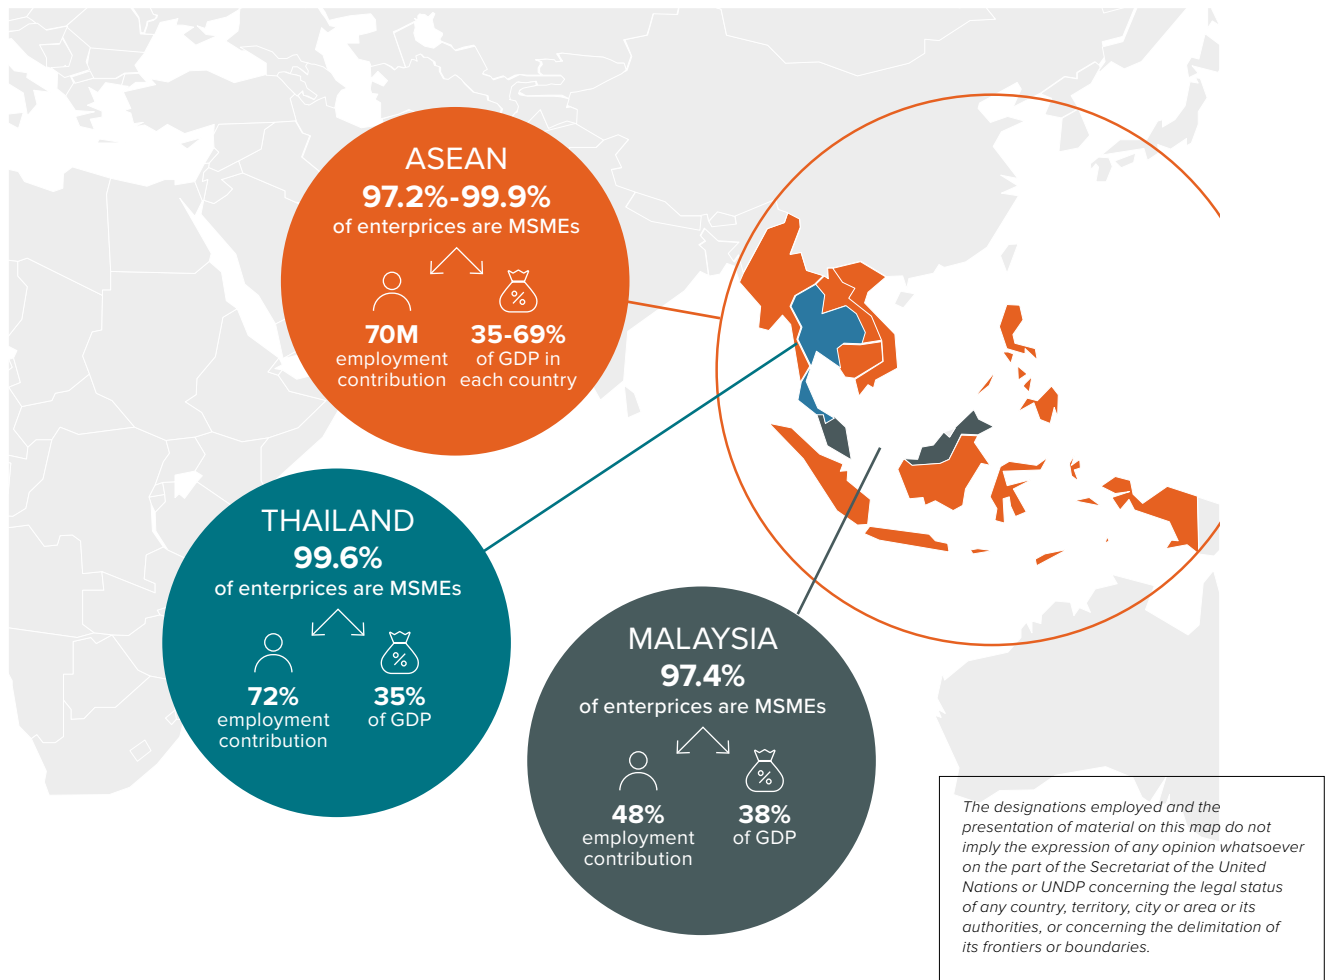 ASEAN
97.2%-99.9%
of enterprices are MSMEs
%
70M
employment
contribution
35-69%
of GDP in
each country
THAILAND
99.6%
of enterprices are MSMEs
%
72%
employment
contribution
35%
of GDP
MALAYSIA
97.4%
of enterprices are MSMEs
%
48%
employment
contribution
38%
of GDP
The designations employed and the
presentation of material on this map do not
imply the expression of any opinion whatsoever
on the part of the Secretariat of the United
Nations or UNDP concerning the legal status
of any country, territory, city or area or its
authorities, or concerning the delimitation of
its frontiers or boundaries.